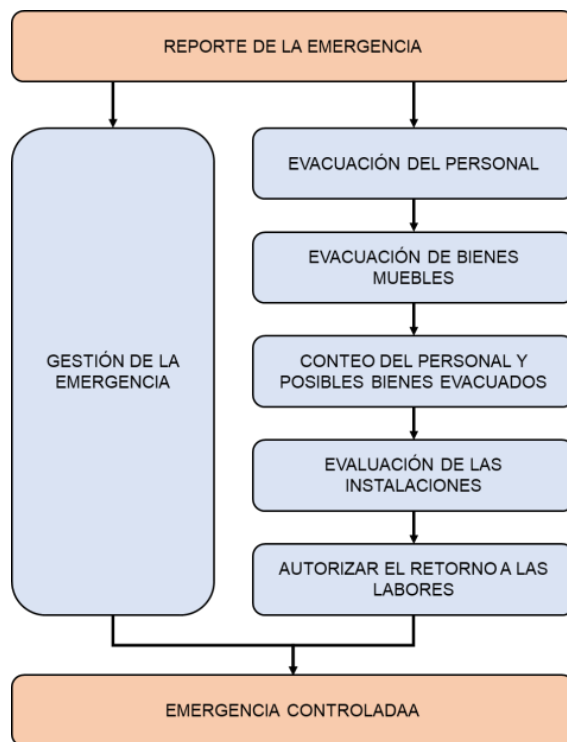 REPORTE DE LA EMERGENCIA
EVACUACIÓN DEL PERSONAL
EVACUACIÓN DE BIENES
MUEBLES
GESTIÓN DE LA
EMERGENCIA
CONTEO DEL PERSONAL Y
POSIBLES BIENES EVACUADOS
EVALUACIÓN DE LAS
INSTALACIONES
AUTORIZAR EL RETORNO A LAS
LABORES
EMERGENCIA CONTROLADAA